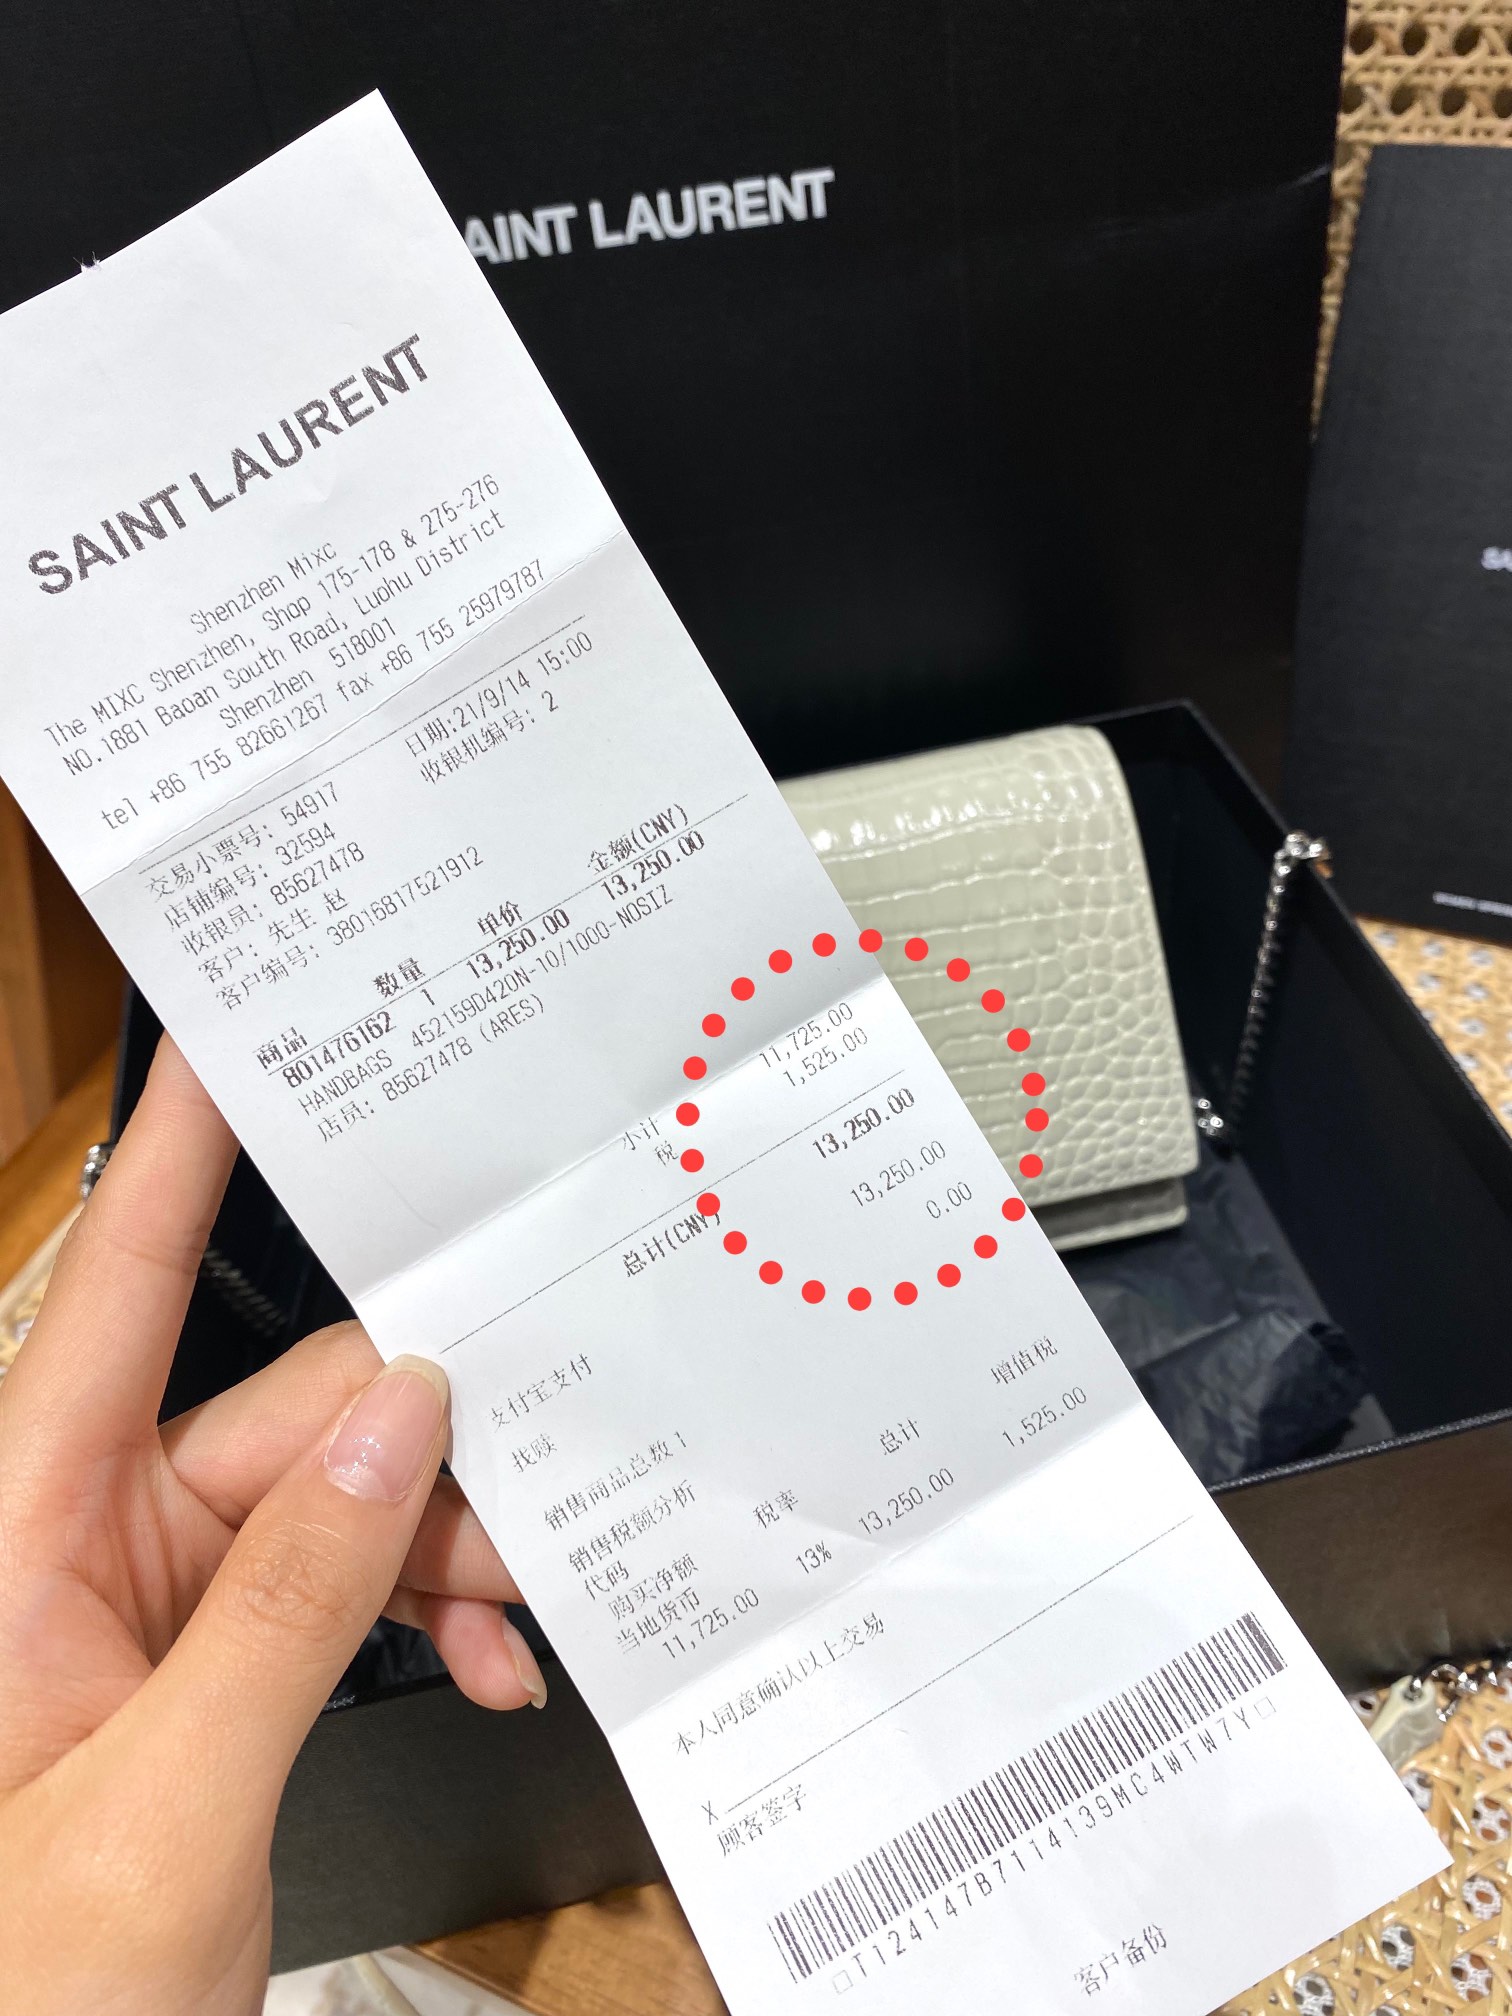 SAINT LAURENT
SAINT LAURENT
Shenzhen Mixc
The MIXC Shenzhen, Shop 175-178 & 275-276
NO.1881 Baoan South Road, Luohu District
Shenzhen 518001
tel +86 755 82661267 fax +86 755 25979787
交易小票号: 54917 日期:21/9/14 15:00
店铺编号: 32594 收银机编号: 2
收银员: 85627478
客户: 先生 赵
客户编号: 38016817521912
商品 数量 单价 金额(CNY)
801476162 1 13,250.00 13,250.00
HANDBAGS 452159D420N-10/1000-NOSIZ
店员: 85627478 (ARES)
小计 11,725.00
税 1,525.00
总计(CNY) 13,250.00
支付宝支付 13,250.00
找赎 0.00
销售商品总数 1
销售税额分析
代码 税率 总计 增值税
购买净额 13% 13,250.00 1,525.00
当地货币
11,725.00
本人同意确认以上交易
X
顾客签字
T124147B7114139MC4WTW7Y
客户备份